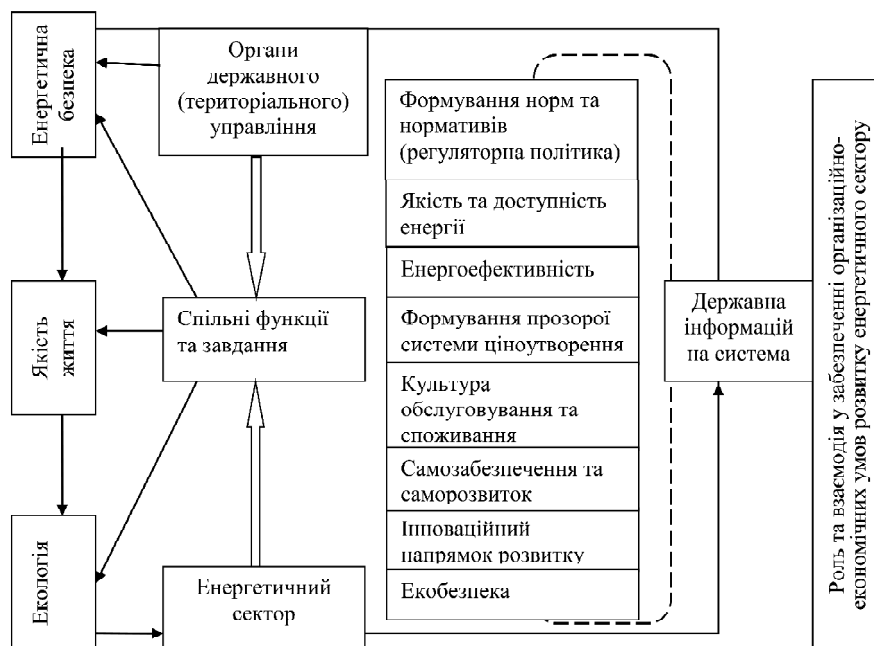 Енергетична
безпека
Органи
державного
(територіального)
управління
Формування норм та
нормативів
(регуляторпа політика)
Якість та доступність
енергії
Енергоефективність
Формування прозорої
системи ціноутворення
Культура
обслуговування та
споживання
Самозабезпечення та
саморозвиток
Інноваційний
напрямок розвитку
Екобезпека
Спільні функції
та завдання
Якість
життя
Екологія
Енергетичний
сектор
Державна
інформацій
па система
Роль та взаємодія у забезпеченні організаційно-
економічних умов розвитку енергетичного сектору